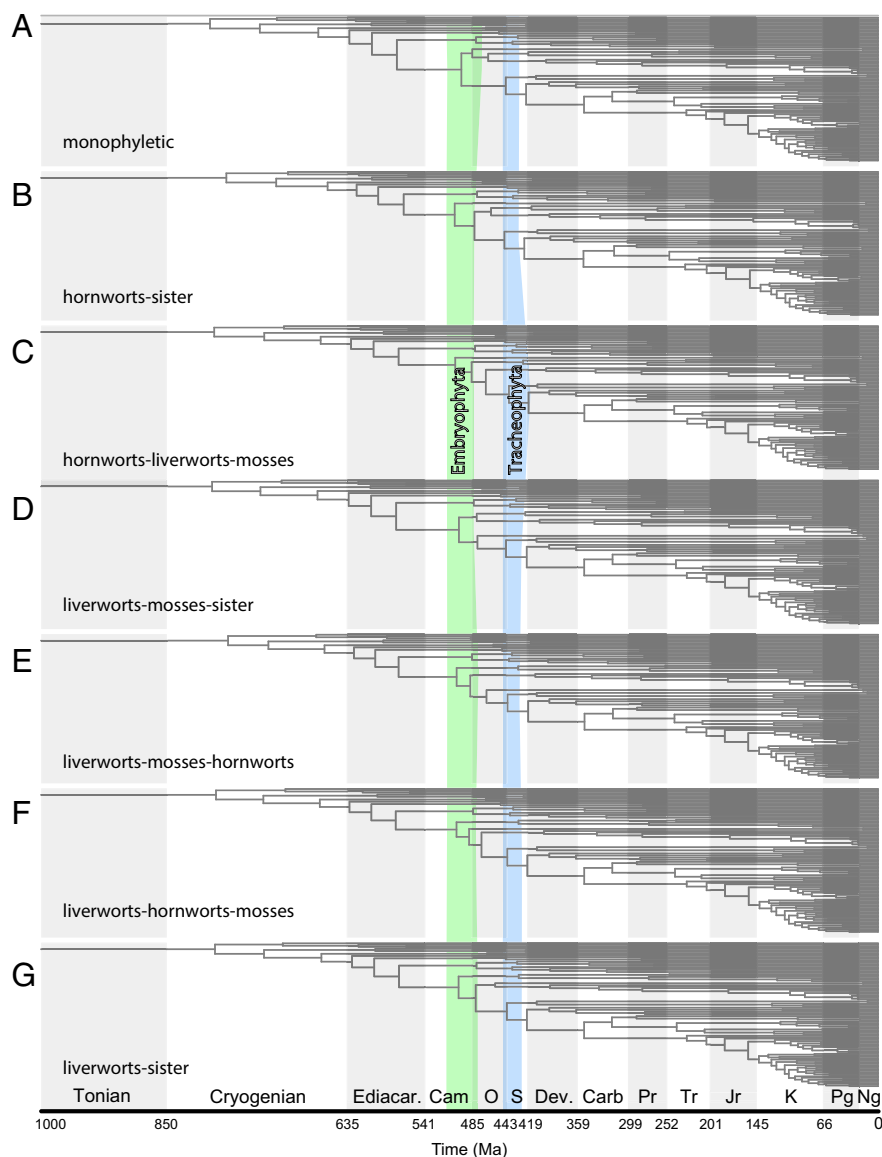 A
monophyletic
B
hornworts-sister
C
Embryophyta
Tracheophyta
hornworts-liverworts-mosses
D
liverworts-mosses-sister
E
liverworts-mosses-hornworts
F
liverworts-hornworts-mosses
G
liverworts-sister
Tonian Cryogenian Ediacar. Cam O S Dev. Carb Pr Tr Jr K Pg Ng
1000 850 635 541 485 443 419 359 299 252 201 145 66 0
Time (Ma)